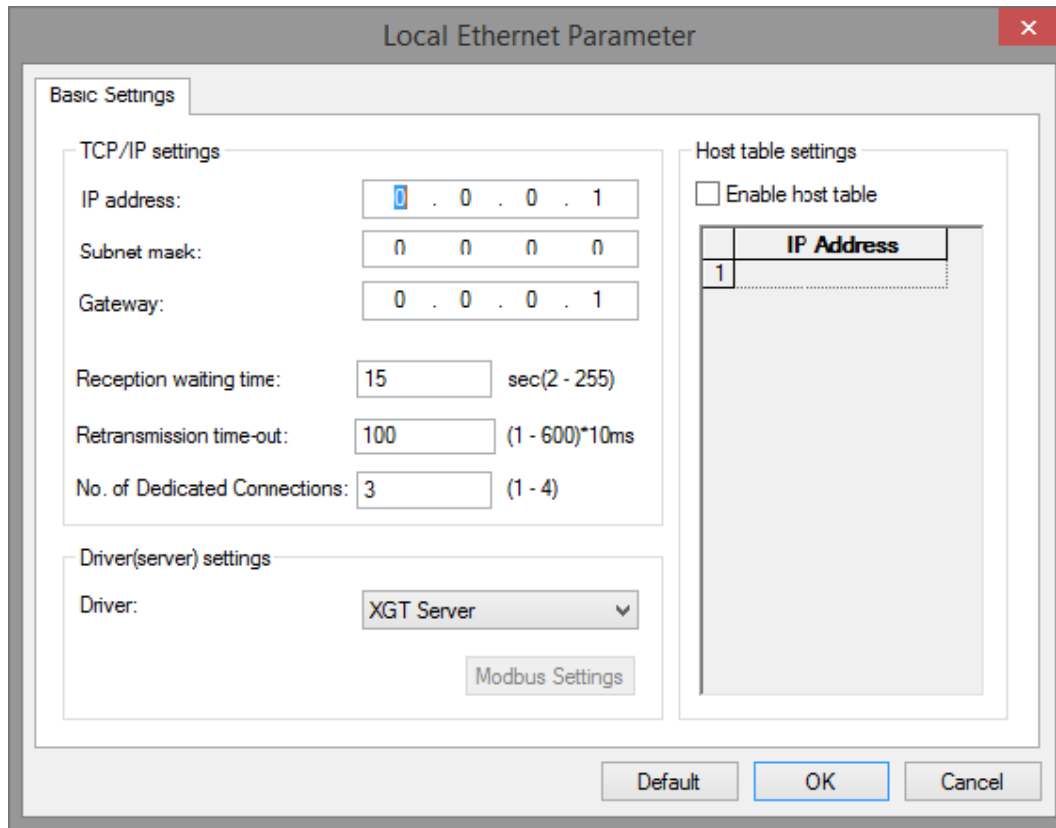 Local Ethernet Parameter
Basic Settings
TCP/IP settings
IP address: 0 . 0 . 0 . 1
Subnet mask: 0 0 0 0
Gateway: 0 . 0 . 0 . 1
Reception waiting time: 15 sec(2 - 255)
Retransmission time-out: 100 (1 - 600)*10ms
No. of Dedicated Connections: 3 (1 - 4)
Driver(server) settings
Driver: XGT Server
Modbus Settings
Host table settings
Enable host table
IP Address
1
Default OK Cancel